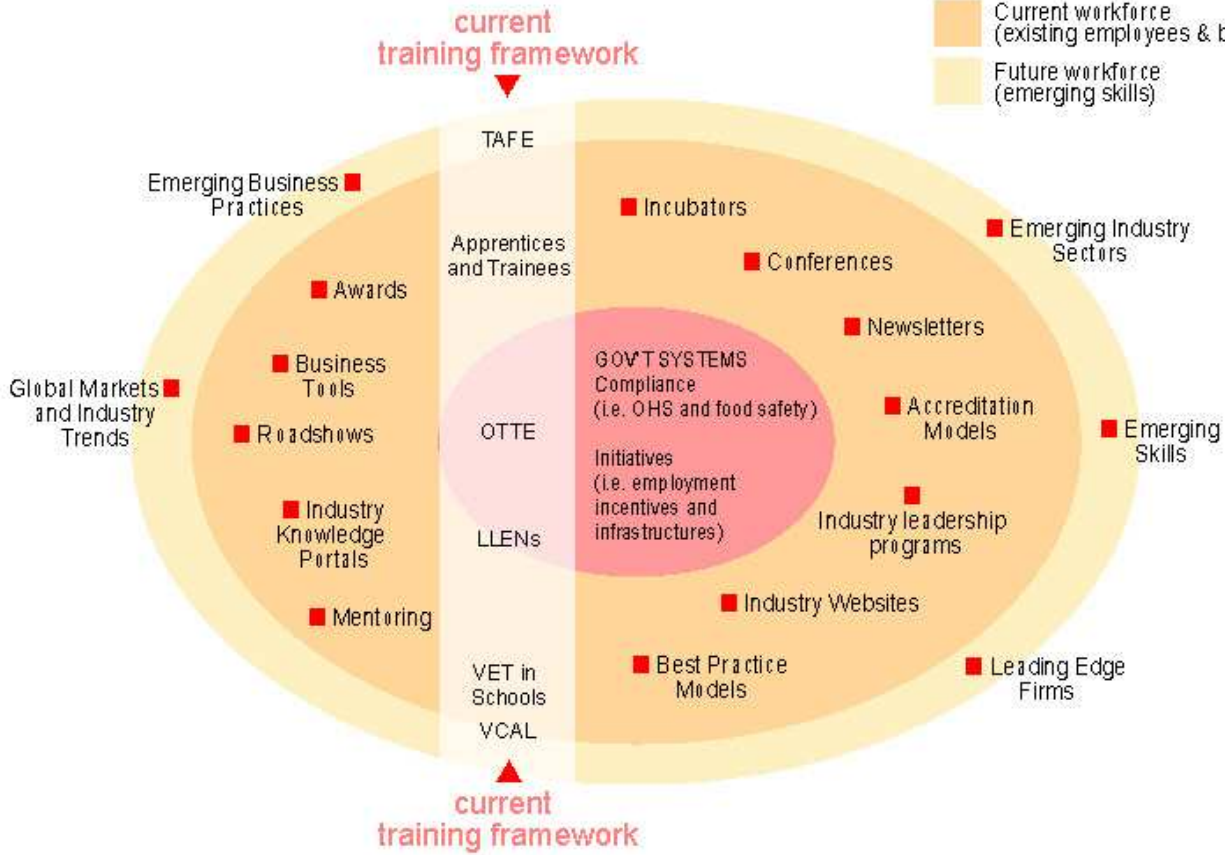 current
training framework
Current workforce
(existing employees & b
Future workforce
(emerging skills)
TAFE
Emerging Business
Practices
Incubators
Emerging Industry
Sectors
Apprentices
and Trainees
Conferences
Awards
Newsletters
Business
Tools
GOV'T SYSTEMS
Compliance
(i.e. OHS and food safety)
Global Markets
and Industry
Trends
Accreditation
Models
Roadshows
OTTE
Emerging
Skills
Initiatives
(i.e. employment
incentives and
infrastructures)
Industry
Knowledge
Portals
Industry leadership
programs
LLENs
Mentoring
Industry Websites
VET in
Schools
Best Practice
Models
Leading Edge
Firms
VCAL
current
training framework